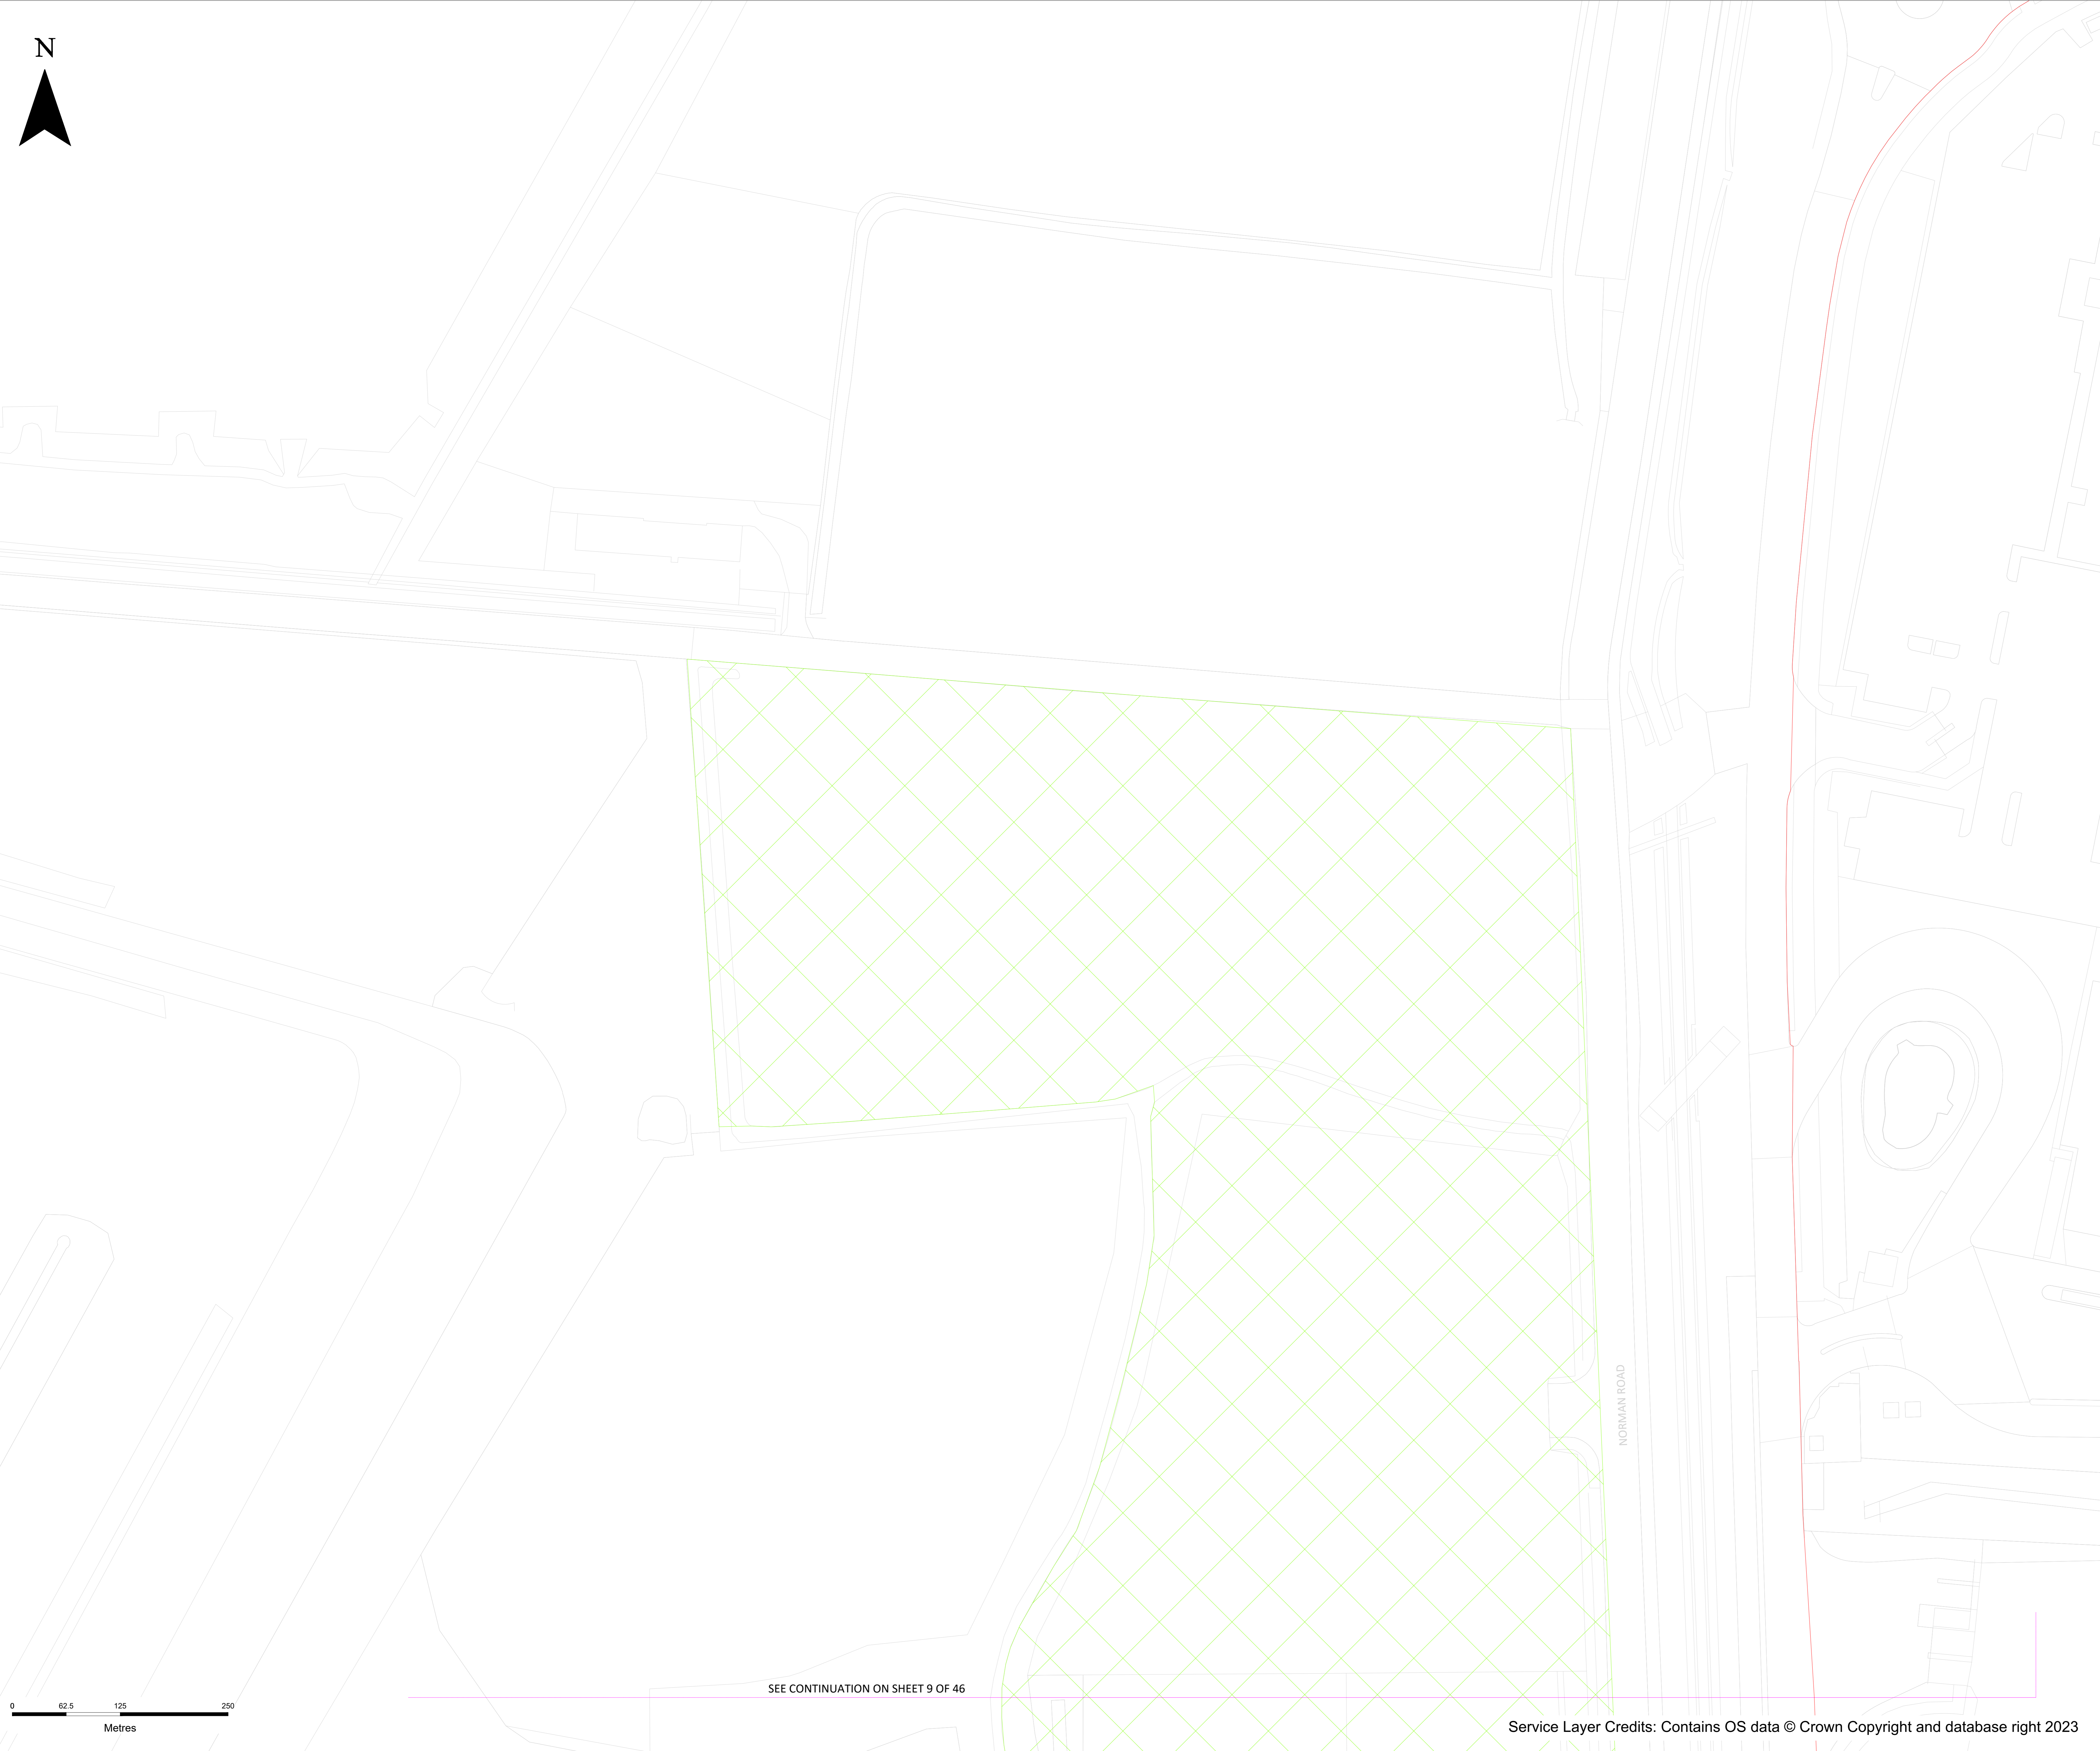 N
NORMAN ROAD
SEE CONTINUATION ON SHEET 9 OF 46
0 62.5 125 250
Metres
Service Layer Credits: Contains OS data © Crown Copyright and database right 2023